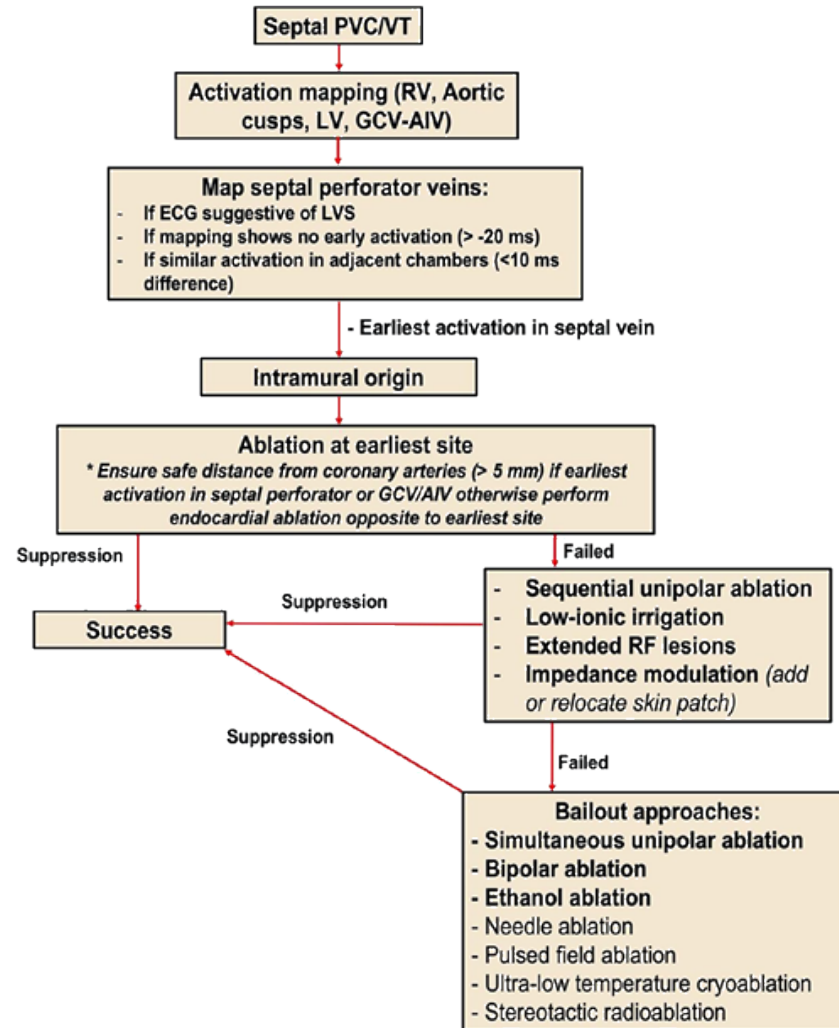 Septal PVC/VT
Activation mapping (RV, Aortic
cusps, LV, GCV-AIV)
Map septal perforator veins:
- If ECG suggestive of LVS
- If mapping shows no early activation (> -20 ms)
- If similar activation in adjacent chambers (<10 ms
difference)
- Earliest activation in septal vein
Intramural origin
Ablation at earliest site
* Ensure safe distance from coronary arteries (> 5 mm) if earliest
activation in septal perforator or GCV/AIV otherwise perform
endocardial ablation opposite to earliest site
Suppression
Failed
Success
Suppression
- Sequential unipolar ablation
- Low-ionic irrigation
- Extended RF lesions
- Impedance modulation (add
or relocate skin patch)
Suppression
Failed
Bailout approaches:
- Simultaneous unipolar ablation
- Bipolar ablation
- Ethanol ablation
- Needle ablation
- Pulsed field ablation
- Ultra-low temperature cryoablation
- Stereotactic radioablation